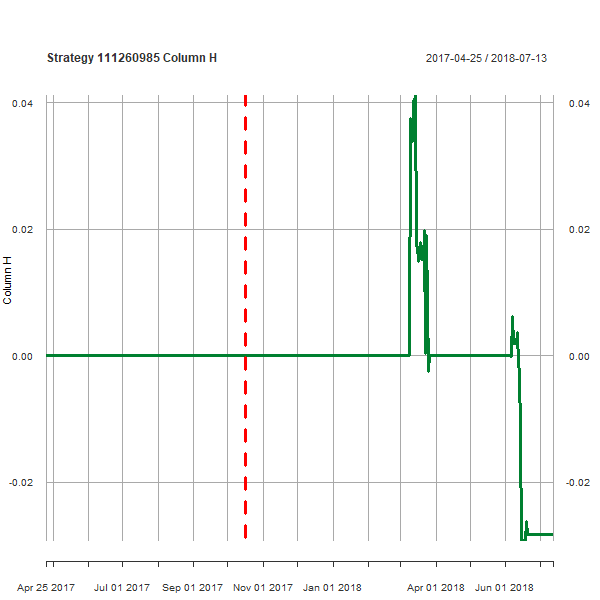 Strategy 111260985 Column H
2017-04-25 / 2018-07-13
0.04
0.04
0.02
0.02
Column H
0.00
0.00
-0.02
-0.02
Apr 25 2017
Jul 01 2017
Sep 01 2017
Nov 01 2017
Jan 01 2018
Apr 01 2018
Jun 01 2018